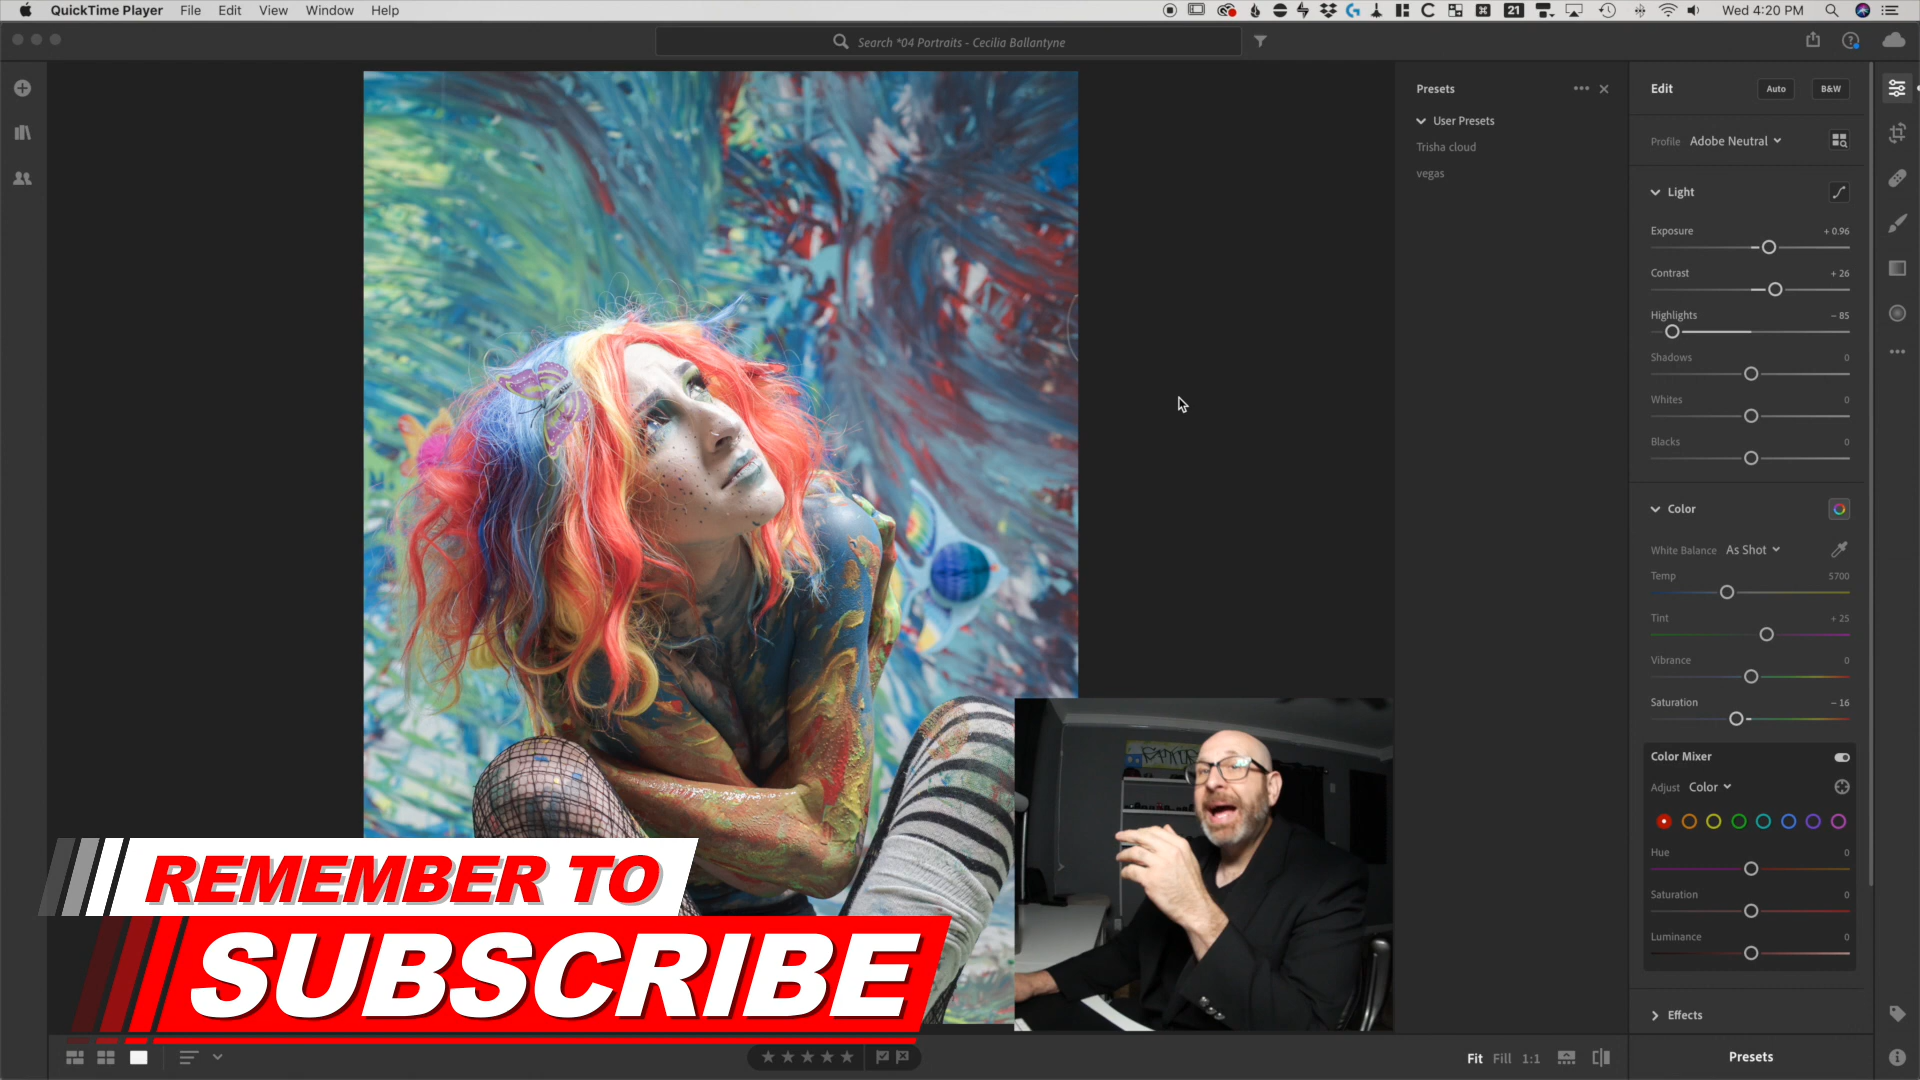 QuickTime Player File Edit View Window Help 21 Wed 4:20 PM
Search *04 Portraits - Cecilia Ballantyne
Presets
User Presets
Trisha cloud
vegas
Edit Auto B&W
Profile Adobe Neutral
Light
Exposure + 0.96
Contrast + 26
Highlights – 85
Shadows 0
Whites 0
Blacks 0
Color
White Balance As Shot
Temp 5700
Tint + 25
Vibrance 0
Saturation – 16
Color Mixer
Adjust Color
Hue 0
Saturation 0
Luminance 0
Effects
REMEMBER TO
SUBSCRIBE
Fit Fill 1:1
Presets